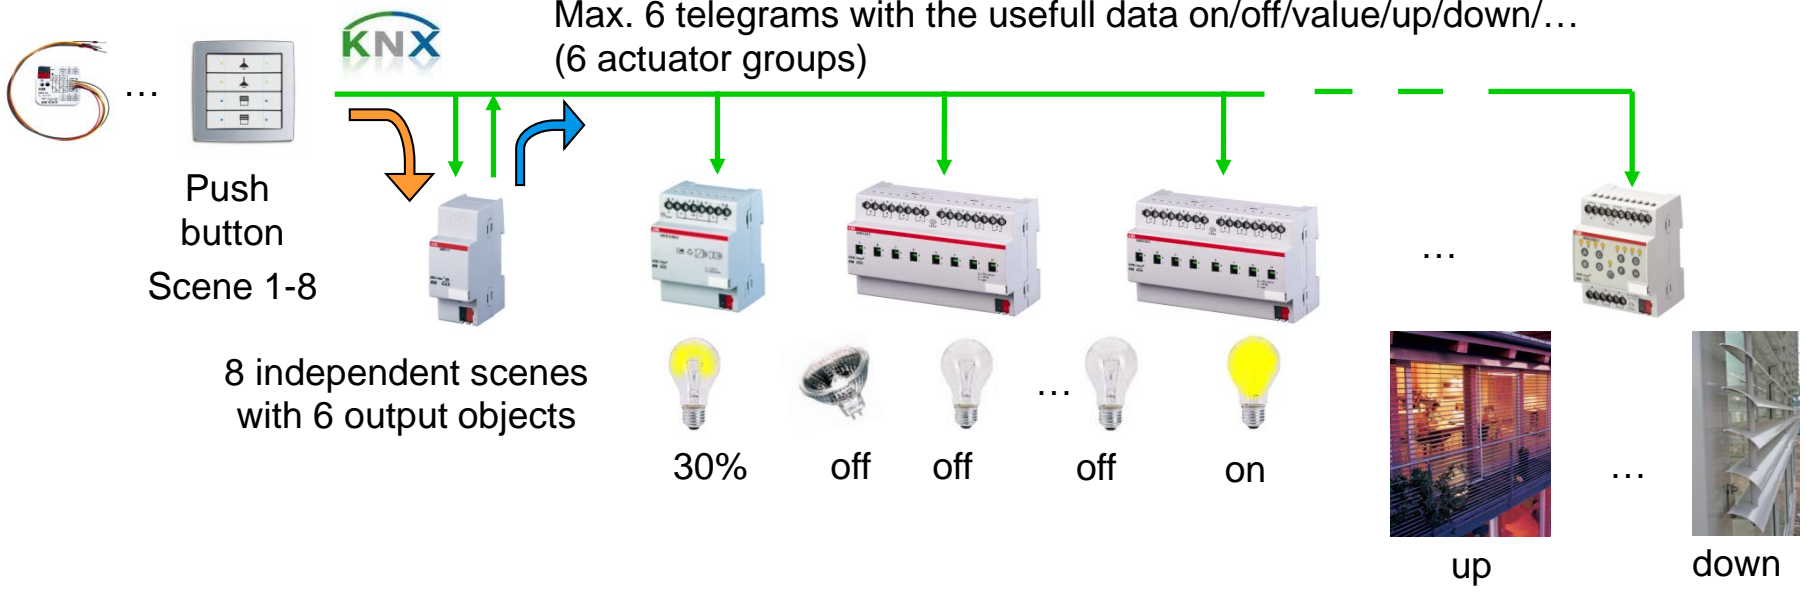 Max. 6 telegrams with the usefull data on/off/value/up/down/…
(6 actuator groups)
KNX
…
Push
button
Scene 1-8
…
8 independent scenes
with 6 output objects
…
30%
off
off
off
on
…
up
down